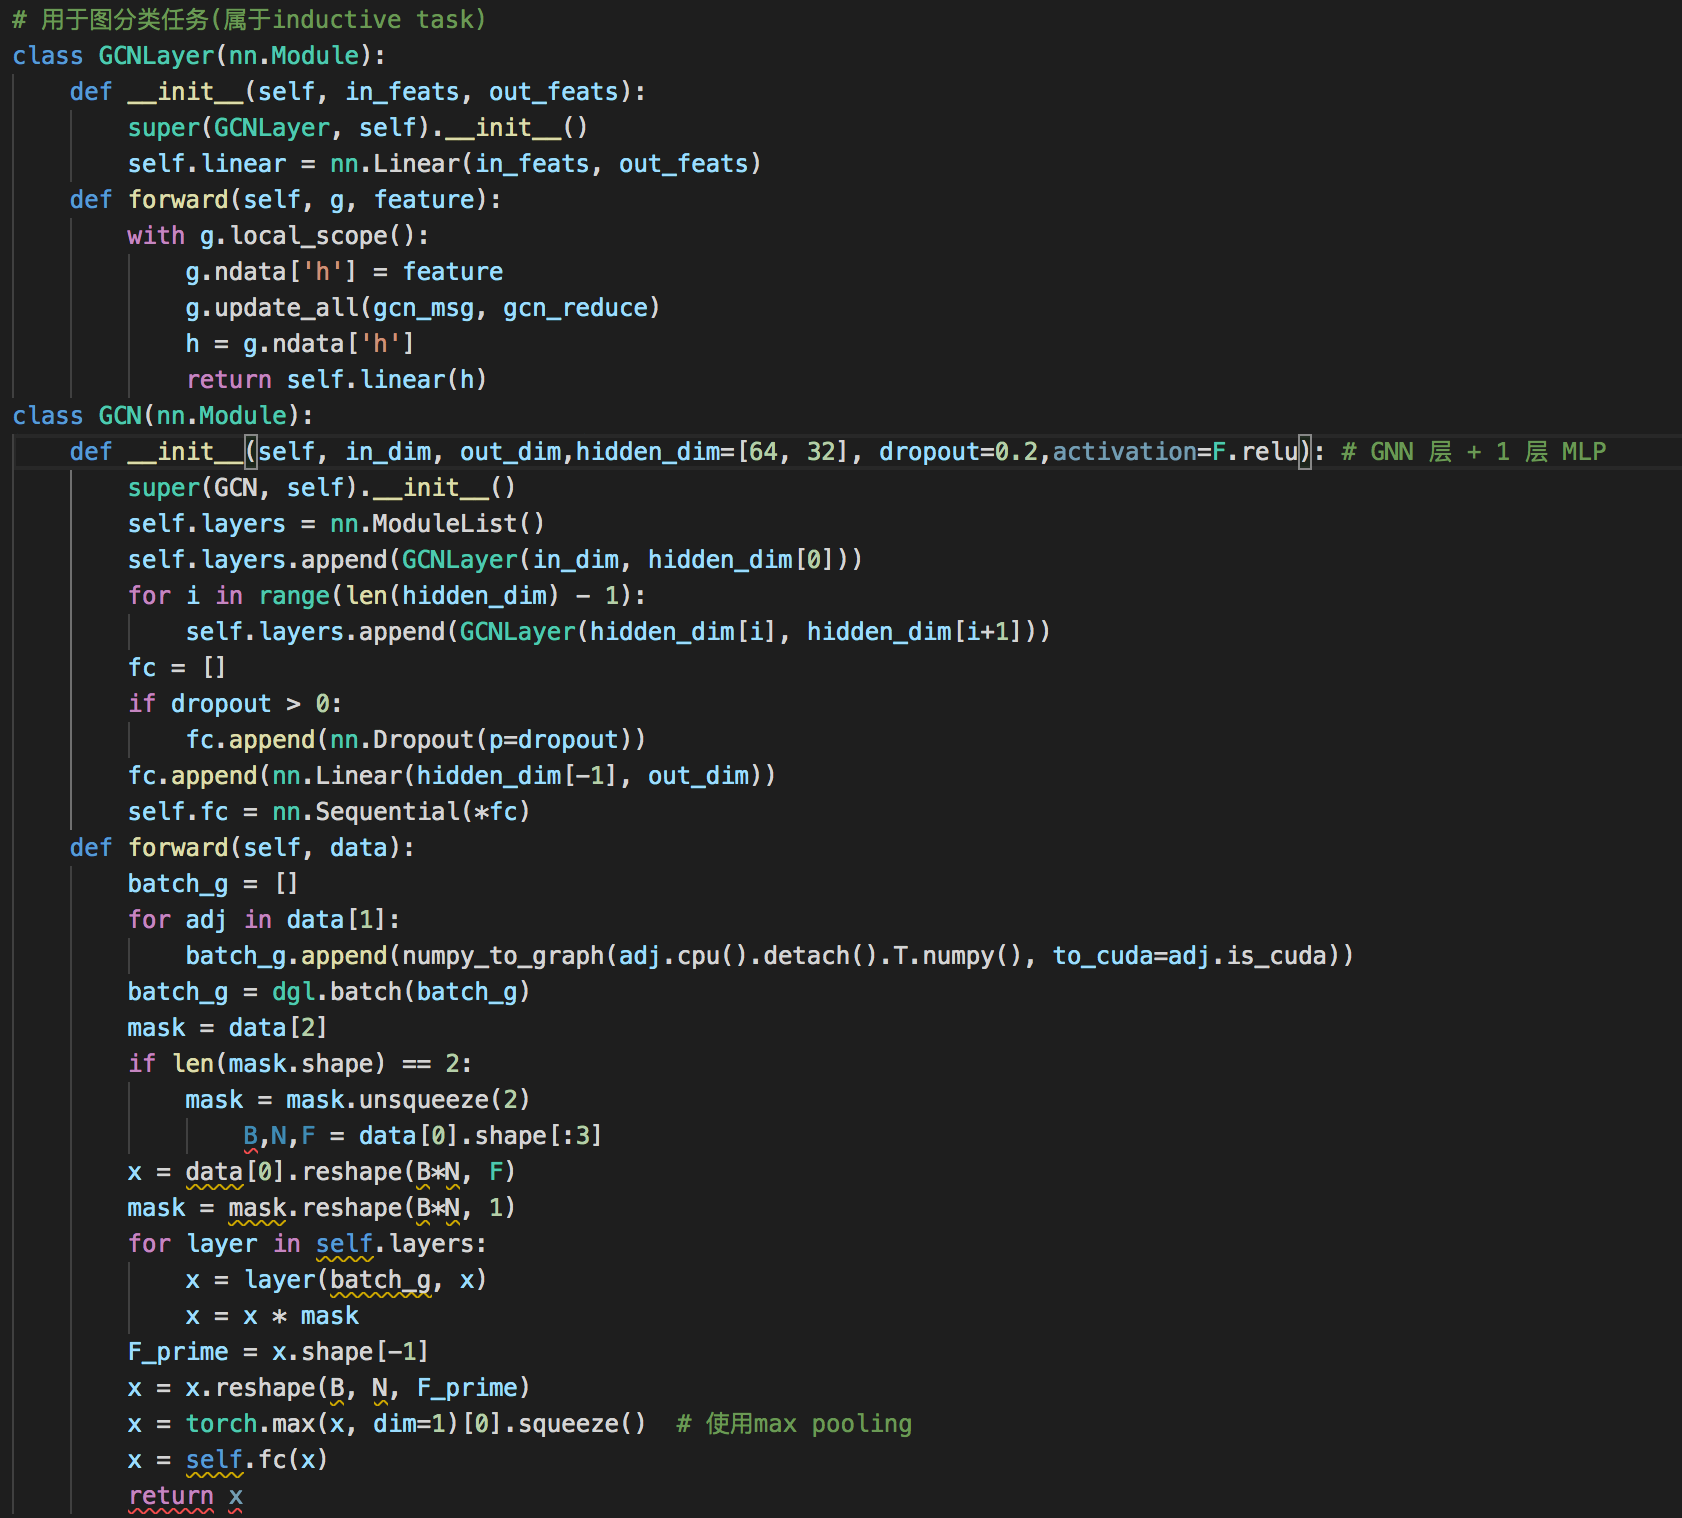 # 用于图分类任务(属于inductive task)
class GCNLayer(nn.Module):
    def __init__(self, in_feats, out_feats):
        super(GCNLayer, self).__init__()
        self.linear = nn.Linear(in_feats, out_feats)
    def forward(self, g, feature):
        with g.local_scope():
            g.ndata['h'] = feature
            g.update_all(gcn_msg, gcn_reduce)
            h = g.ndata['h']
            return self.linear(h)
class GCN(nn.Module):
    def __init__(self, in_dim, out_dim,hidden_dim=[64, 32], dropout=0.2,activation=F.relu): # GNN 层 + 1 层 MLP
        super(GCN, self).__init__()
        self.layers = nn.ModuleList()
        self.layers.append(GCNLayer(in_dim, hidden_dim[0]))
        for i in range(len(hidden_dim) - 1):
            self.layers.append(GCNLayer(hidden_dim[i], hidden_dim[i+1]))
        fc = []
        if dropout > 0:
            fc.append(nn.Dropout(p=dropout))
        fc.append(nn.Linear(hidden_dim[-1], out_dim))
        self.fc = nn.Sequential(*fc)
    def forward(self, data):
        batch_g = []
        for adj in data[1]:
            batch_g.append(numpy_to_graph(adj.cpu().detach().T.numpy(), to_cuda=adj.is_cuda))
        batch_g = dgl.batch(batch_g)
        mask = data[2]
        if len(mask.shape) == 2:
            mask = mask.unsqueeze(2)
                B,N,F = data[0].shape[:3]
        x = data[0].reshape(B*N, F)
        mask = mask.reshape(B*N, 1)
        for layer in self.layers:
            x = layer(batch_g, x)
            x = x * mask
        F_prime = x.shape[-1]
        x = x.reshape(B, N, F_prime)
        x = torch.max(x, dim=1)[0].squeeze()  # 使用max pooling
        x = self.fc(x)
        return x